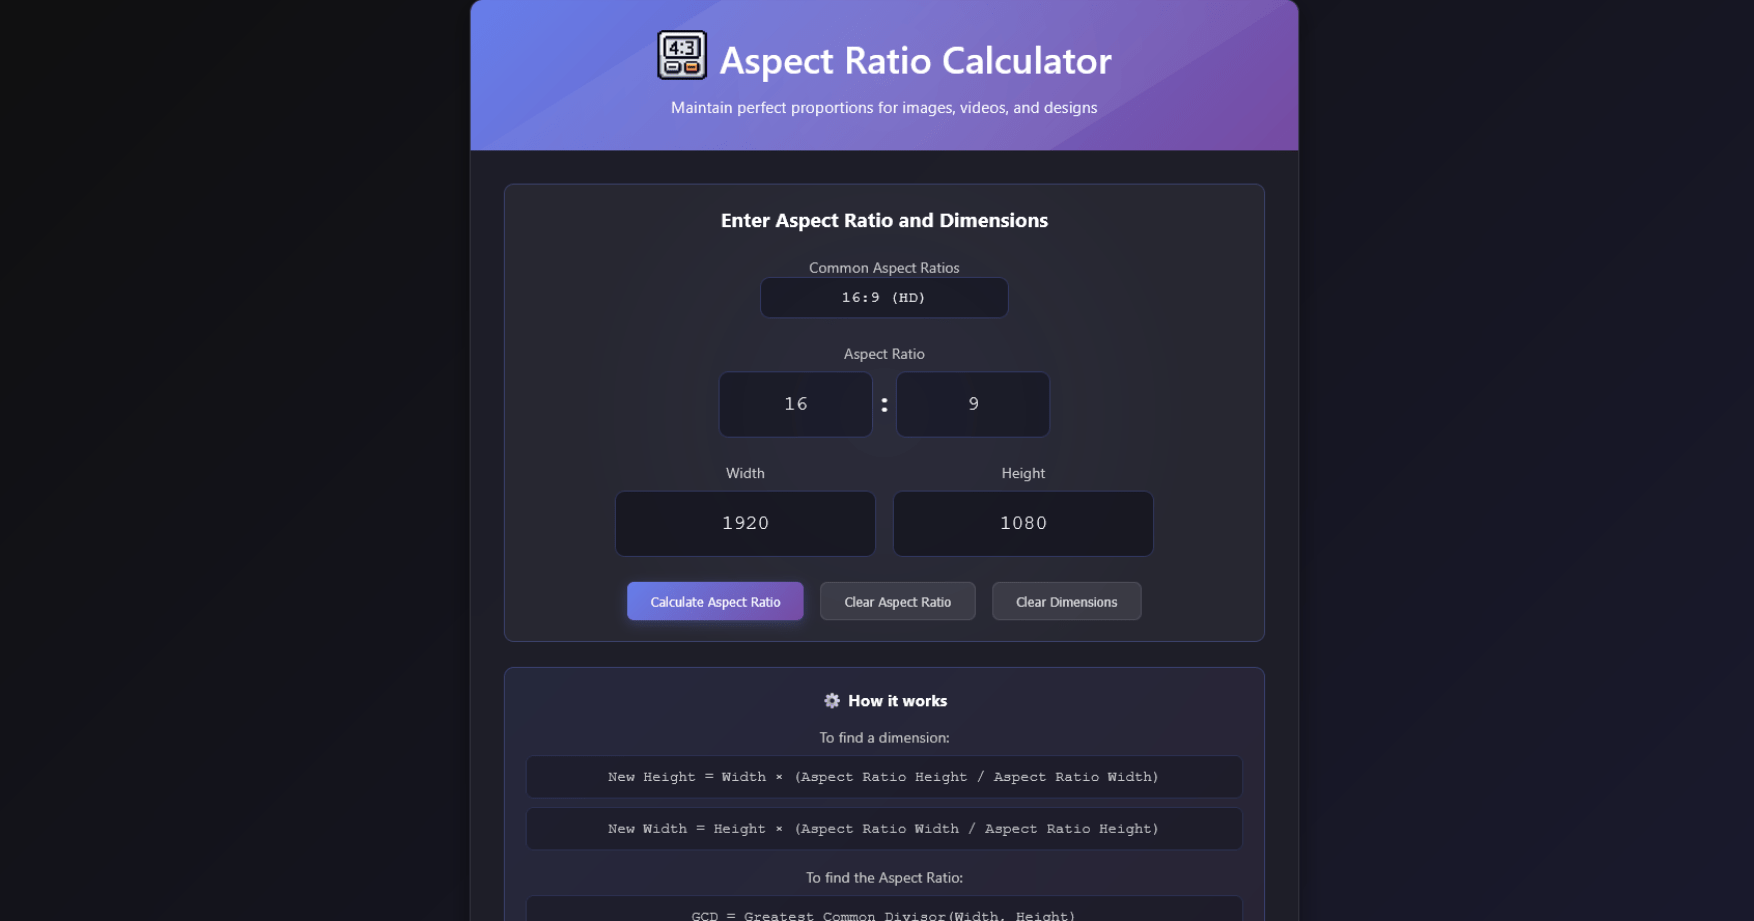 4:3
Aspect Ratio Calculator
Maintain perfect proportions for images, videos, and designs
Enter Aspect Ratio and Dimensions
Common Aspect Ratios
16:9 (HD)
Aspect Ratio
16 : 9
Width Height
1920 1080
Calculate Aspect Ratio Clear Aspect Ratio Clear Dimensions
How it works
To find a dimension:
New Height = Width × (Aspect Ratio Height / Aspect Ratio Width)
New Width = Height × (Aspect Ratio Width / Aspect Ratio Height)
To find the Aspect Ratio:
GCD = Greatest Common Divisor(Width, Height)